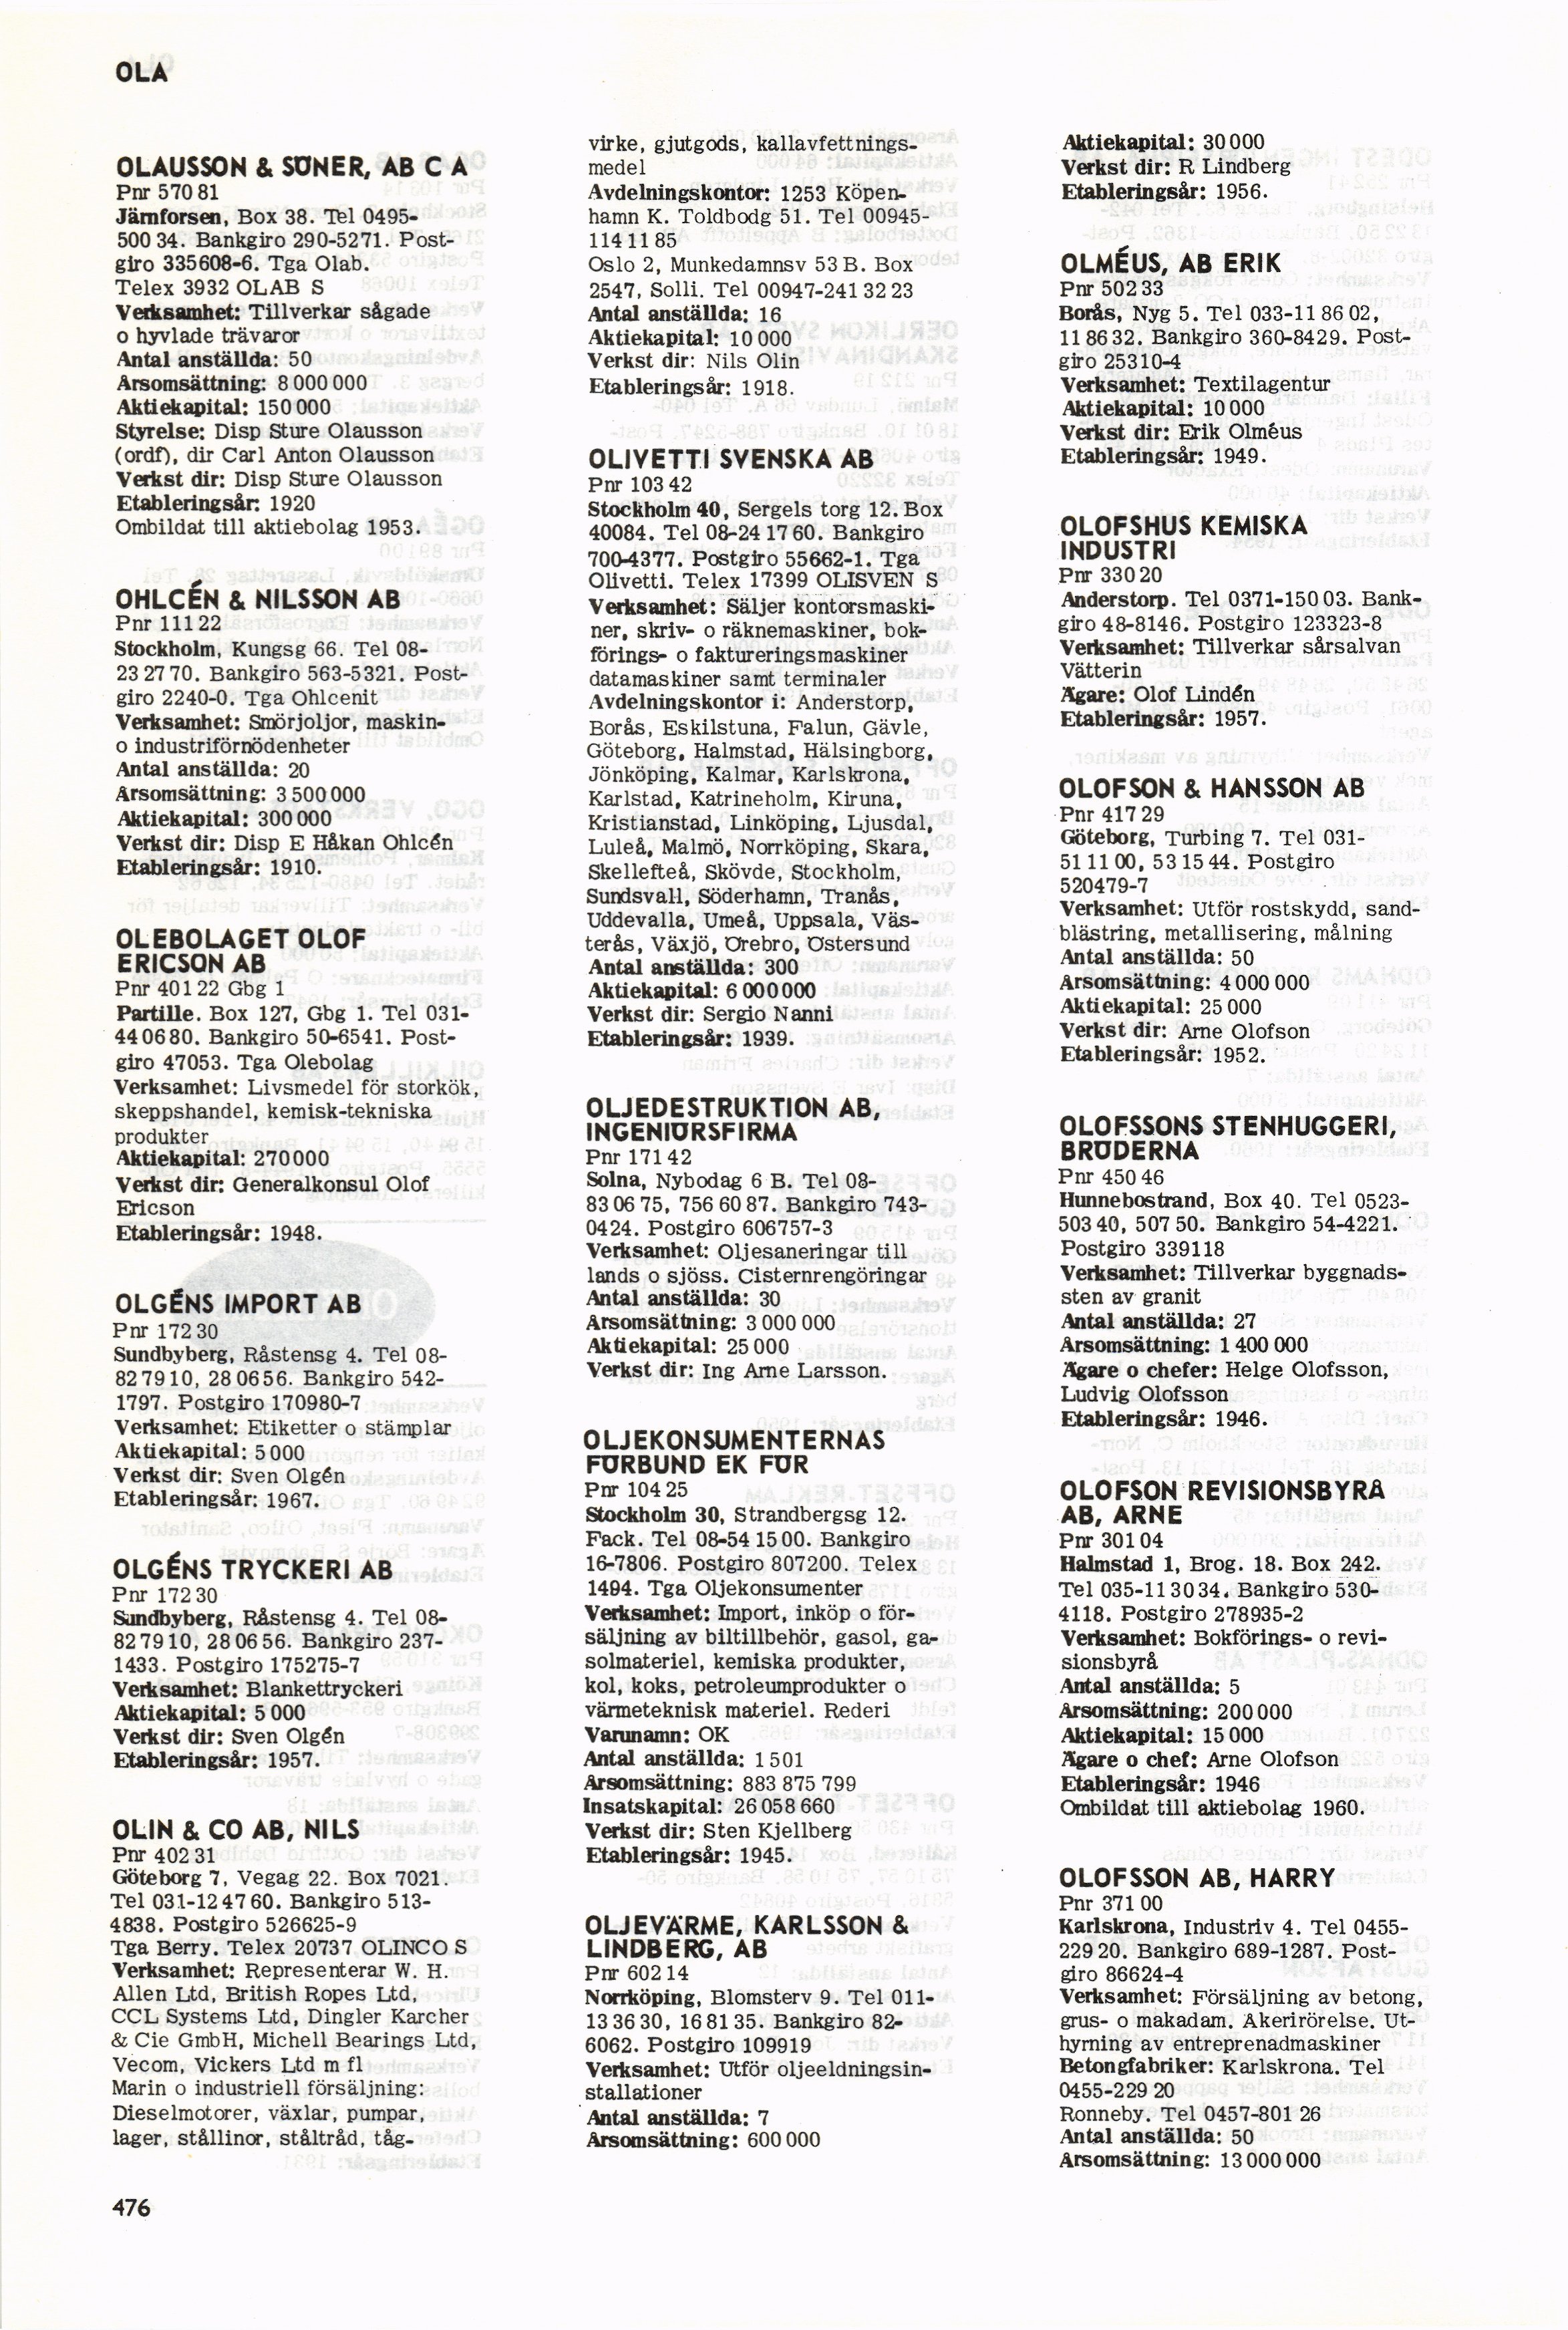 OLA
OLAUSSON & SÖNER, AB C A
Pnr 570 81
Järnforsen, Box 38. Tel 0495-
500 34. Bankgiro 290-5271. Post-
giro 335608-6. Tga Olab.
Telex 3932 OLAB S
Verksamhet: Tillverkar sågade
o hyvlade trävaror
Antal anställda: 50
Årsomsättning: 8 000 000
Aktiekapital: 150 000
Styrelse: Disp Sture Olausson
(ordf), dir Carl Anton Olausson
Verkst dir: Disp Sture Olausson
Etableringsår: 1920
Ombildat till aktiebolag 1953.
OHLCÉN & NILSSON AB
Pnr 111 22
Stockholm, Kungsg 66. Tel 08-
23 27 70. Bankgiro 563-5321. Post-
giro 2240-0. Tga Ohlcenit
Verksamhet: Smörjoljor, maskin-
o industriförnödenheter
Antal anställda: 20
Årsomsättning: 3 500 000
Aktiekapital: 300 000
Verkst dir: Disp E Håkan Ohlcén
Etableringsår: 1910.
OLEBOLAGET OLOF
ERICSON AB
Pnr 401 22 Gbg 1
Partille. Box 127, Gbg 1. Tel 031-
44 06 80. Bankgiro 50-6541. Post-
giro 47053. Tga Olebolag
Verksamhet: Livsmedel för storkök,
skeppshandel, kemisk-tekniska
produkter
Aktiekapital: 270 000
Verkst dir: Generalkonsul Olof
Ericson
Etableringsår: 1948.
OLGÉNS IMPORT AB
Pnr 172 30
Sundbyberg, Råstensg 4. Tel 08-
82 79 10, 28 06 56. Bankgiro 542-
1797. Postgiro 170980-7
Verksamhet: Etiketter o stämplar
Aktiekapital: 5 000
Verkst dir: Sven Olgén
Etableringsår: 1967.
OLGÉNS TRYCKERI AB
Pnr 172 30
Sundbyberg, Råstensg 4. Tel 08-
82 79 10, 28 06 56. Bankgiro 237-
1433. Postgiro 175275-7
Verksamhet: Blankettryckeri
Aktiekapital: 5 000
Verkst dir: Sven Olgén
Etableringsår: 1957.
OLIN & CO AB, NILS
Pnr 402 31
Göteborg 7, Vegag 22. Box 7021.
Tel 031-12 47 60. Bankgiro 513-
4838. Postgiro 526625-9
Tga Berry. Telex 20737 OLINCO S
Verksamhet: Representerar W. H.
Allen Ltd, British Ropes Ltd,
CCL Systems Ltd, Dingler Karcher
& Cie GmbH, Michell Bearings Ltd,
Vecom, Vickers Ltd m fl
Marin o industriell försäljning:
Dieselmotorer, växlar, pumpar,
lager, stållinor, ståltråd, tåg-
virke, gjutgods, kallavfettnings-
medel
Avdelningskontor: 1253 Köpen-
hamn K. Toldbodg 51. Tel 00945-
114 11 85
Oslo 2, Munkedamnsv 53 B. Box
2547, Solli. Tel 00947-241 32 23
Antal anställda: 16
Aktiekapital: 10 000
Verkst dir: Nils Olin
Etableringsår: 1918.
OLIVETTI SVENSKA AB
Pnr 103 42
Stockholm 40, Sergels torg 12. Box
40084. Tel 08-24 17 60. Bankgiro
700-4377. Postgiro 55662-1. Tga
Olivetti. Telex 17399 OLISVEN S
Verksamhet: Säljer kontorsmaski-
ner, skriv- o räknemaskiner, bok-
förings- o faktureringsmaskiner
datamaskiner samt terminaler
Avdelningskontor i: Anderstorp,
Borås, Eskilstuna, Falun, Gävle,
Göteborg, Halmstad, Hälsingborg,
Jönköping, Kalmar, Karlskrona,
Karlstad, Katrineholm, Kiruna,
Kristianstad, Linköping, Ljusdal,
Luleå, Malmö, Norrköping, Skara,
Skellefteå, Skövde, Stockholm,
Sundsvall, Söderhamn, Tranås,
Uddevalla, Umeå, Uppsala, Väs-
terås, Växjö, Örebro, Östersund
Antal anställda: 300
Aktiekapital: 6 000 000
Verkst dir: Sergio Nanni
Etableringsår: 1939.
OLJEDESTRUKTION AB,
INGENIÖRSFIRMA
Pnr 171 42
Solna, Nybodag 6 B. Tel 08-
83 06 75, 756 60 87. Bankgiro 743-
0424. Postgiro 606757-3
Verksamhet: Oljesaneringar till
lands o sjöss. Cisternrengöringar
Antal anställda: 30
Årsomsättning: 3 000 000
Aktiekapital: 25 000
Verkst dir: Ing Arne Larsson.
OLJEKONSUMENTERNAS
FÖRBUND EK FÖR
Pnr 104 25
Stockholm 30, Strandbergsg 12.
Fack. Tel 08-54 15 00. Bankgiro
16-7806. Postgiro 807200. Telex
1494. Tga Oljekonsumenter
Verksamhet: Import, inköp o för-
säljning av biltillbehör, gasol, ga-
solmateriel, kemiska produkter,
kol, koks, petroleumprodukter o
värmeteknisk materiel. Rederi
Varunamn: OK
Antal anställda: 1 501
Årsomsättning: 883 875 799
Insatskapital: 26 058 660
Verkst dir: Sten Kjellberg
Etableringsår: 1945.
OLJEVÄRME, KARLSSON &
LINDBERG, AB
Pnr 602 14
Norrköping, Blomsterv 9. Tel 011-
13 36 30, 16 81 35. Bankgiro 82-
6062. Postgiro 109919
Verksamhet: Utför oljeeldningsin-
stallationer
Antal anställda: 7
Årsomsättning: 600 000
Aktiekapital: 30 000
Verkst dir: R Lindberg
Etableringsår: 1956.
OLMÉUS, AB ERIK
Pnr 502 33
Borås, Nyg 5. Tel 033-11 86 02,
11 86 32. Bankgiro 360-8429. Post-
giro 25310-4
Verksamhet: Textilagentur
Aktiekapital: 10 000
Verkst dir: Erik Olméus
Etableringsår: 1949.
OLOFSHUS KEMISKA
INDUSTRI
Pnr 330 20
Anderstorp. Tel 0371-150 03. Bank-
giro 48-8146. Postgiro 123323-8
Verksamhet: Tillverkar sårsalvan
Vätterin
Ägare: Olof Lindén
Etableringsår: 1957.
OLOFSON & HANSSON AB
Pnr 417 29
Göteborg, Turbing 7. Tel 031-
51 11 00, 53 15 44. Postgiro
520479-7
Verksamhet: Utför rostskydd, sand-
blästring, metallisering, målning
Antal anställda: 50
Årsomsättning: 4 000 000
Aktiekapital: 25 000
Verkst dir: Arne Olofson
Etableringsår: 1952.
OLOFSSONS STENHUGGERI,
BRÖDERNA
Pnr 450 46
Hunnebostrand, Box 40. Tel 0523-
503 40, 507 50. Bankgiro 54-4221.
Postgiro 339118
Verksamhet: Tillverkar byggnads-
sten av granit
Antal anställda: 27
Årsomsättning: 1 400 000
Ägare o chefer: Helge Olofsson,
Ludvig Olofsson
Etableringsår: 1946.
OLOFSON REVISIONSBYRÅ
AB, ARNE
Pnr 301 04
Halmstad 1, Brog. 18. Box 242.
Tel 035-11 30 34. Bankgiro 530-
4118. Postgiro 278935-2
Verksamhet: Bokförings- o revi-
sionsbyrå
Antal anställda: 5
Årsomsättning: 200 000
Aktiekapital: 15 000
Ägare o chef: Arne Olofson
Etableringsår: 1946
Ombildat till aktiebolag 1960.
OLOFSSON AB, HARRY
Pnr 371 00
Karlskrona, Industriv 4. Tel 0455-
229 20. Bankgiro 689-1287. Post-
giro 86624-4
Verksamhet: Försäljning av betong,
grus- o makadam. Åkerirörelse. Ut-
hyrning av entreprenadmaskiner
Betongfabriker: Karlskrona. Tel
0455-229 20
Ronneby. Tel 0457-801 26
Antal anställda: 50
Årsomsättning: 13 000 000
476